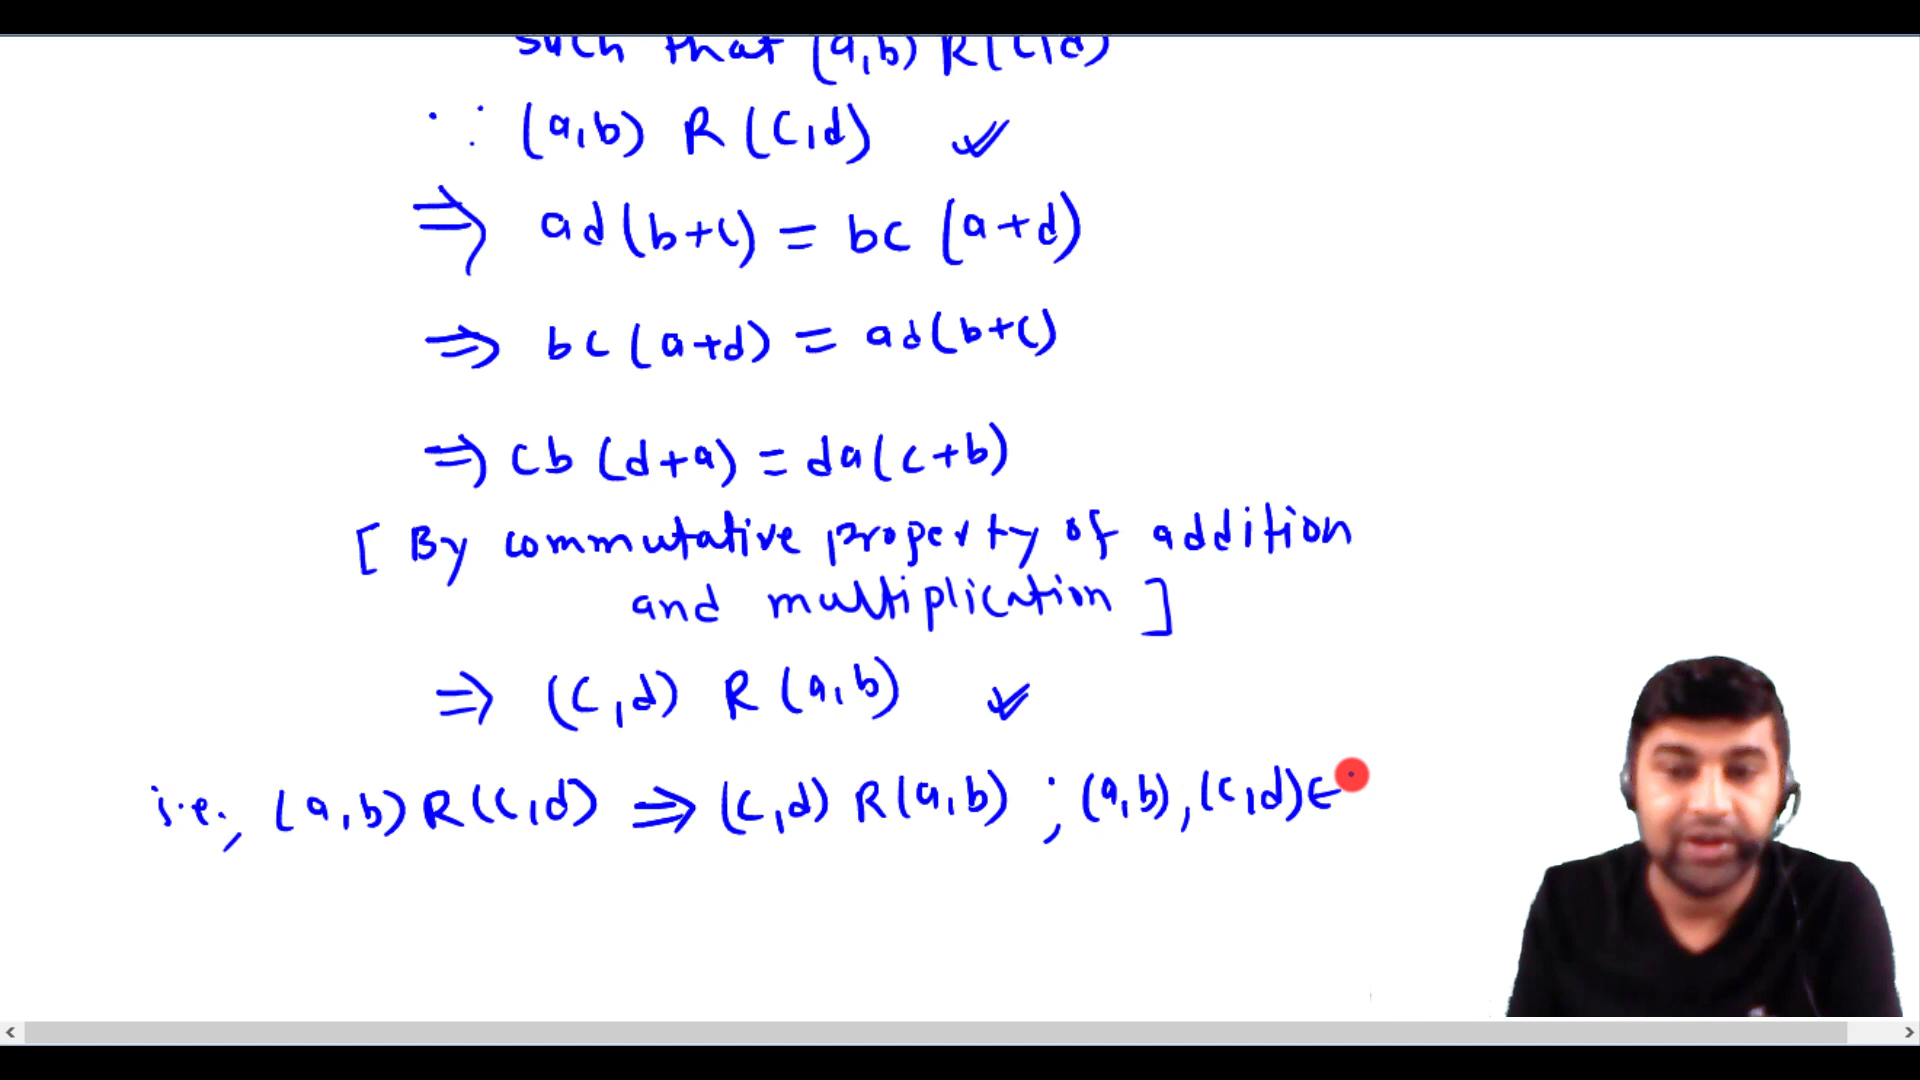 such that (a,b) R (c,d)
∵ (a,b) R (c,d) ✓
⇒ ad(b+c) = bc (a+d)
⇒ bc(a+d) = ad(b+c)
⇒ cb (d+a) = da(c+b)
[ By commutative property of addition
and multiplication ]
⇒ (c,d) R (a,b) ✓
i.e., (a,b) R (c,d) ⇒ (c,d) R (a,b) ; (a,b), (c,d) ∈